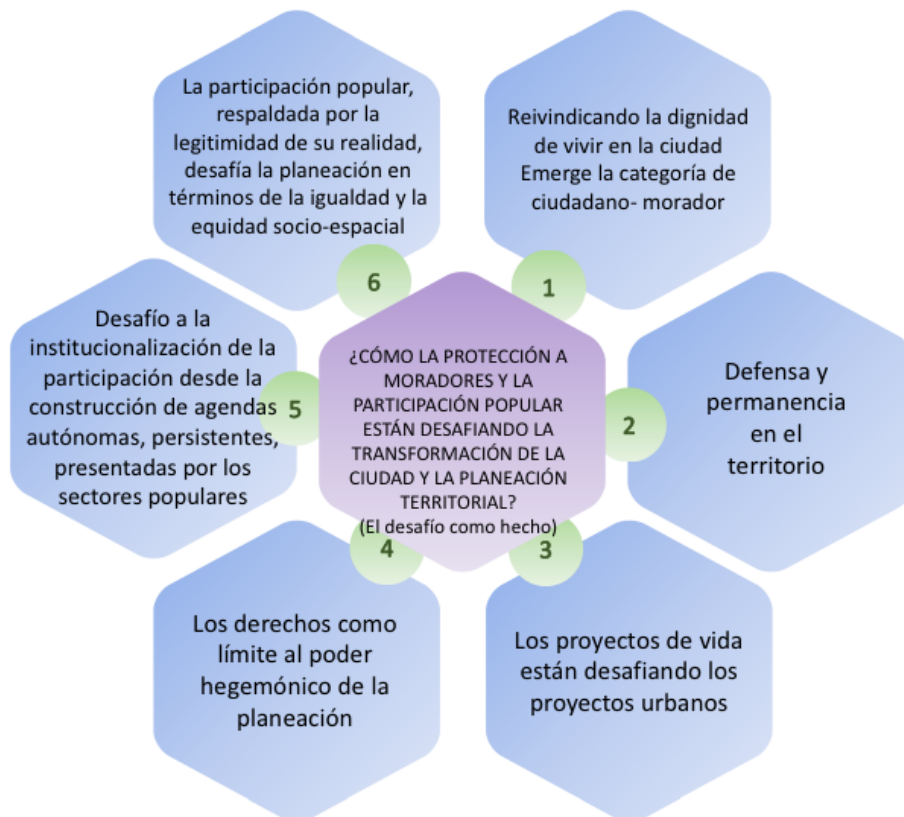 ¿CÓMO LA PROTECCIÓN A
MORADORES Y LA
PARTICIPACIÓN POPULAR
ESTÁN DESAFIANDO LA
TRANSFORMACIÓN DE LA
CIUDAD Y LA PLANEACIÓN
TERRITORIAL?
(El desafío como hecho)
1
Reivindicando la dignidad
de vivir en la ciudad
Emerge la categoría de
ciudadano- morador
2
Defensa y
permanencia
en el
territorio
3
Los proyectos de vida
están desafiando los
proyectos urbanos
4
Los derechos como
límite al poder
hegemónico de la
planeación
5
Desafío a la
institucionalización de la
participación desde la
construcción de agendas
autónomas, persistentes,
presentadas por los
sectores populares
6
La participación popular,
respaldada por la
legitimidad de su realidad,
desafía la planeación en
términos de la igualdad y la
equidad socio-espacial